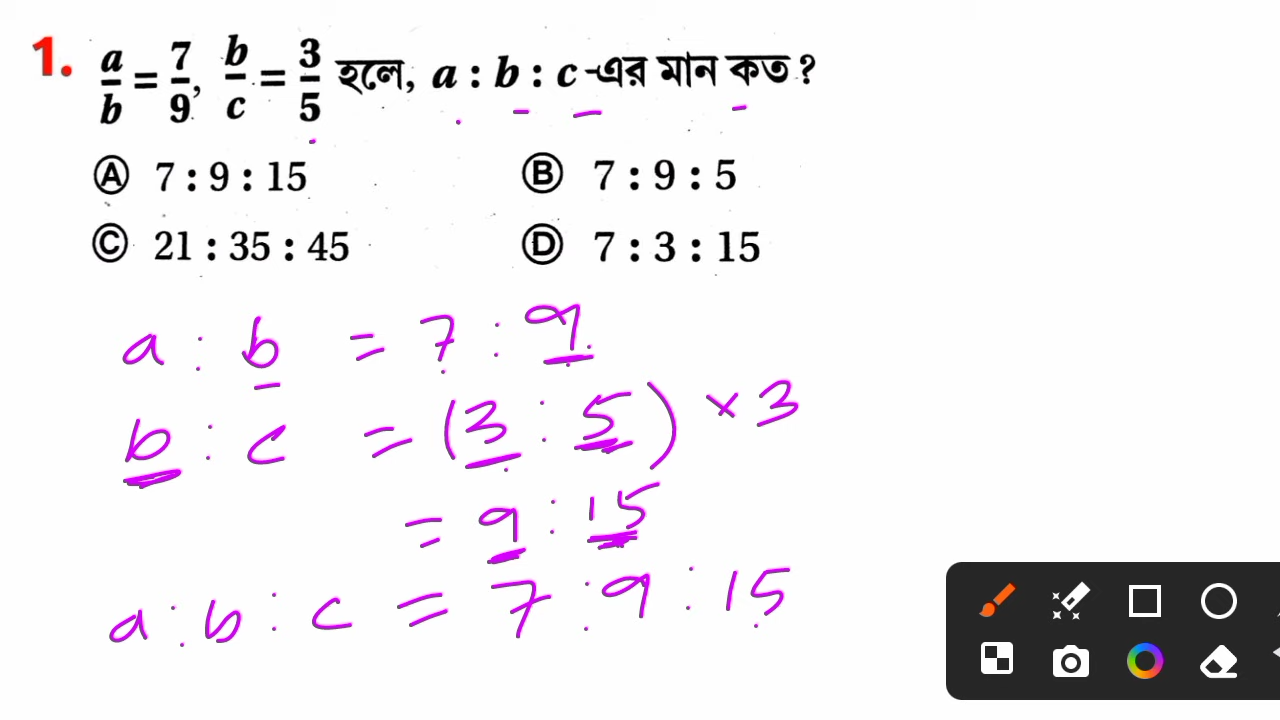 1. a/b = 7/9, b/c = 3/5 হলে, a : b : c -এর মান কত ?
Ⓐ 7 : 9 : 15 Ⓑ 7 : 9 : 5
Ⓒ 21 : 35 : 45 Ⓓ 7 : 3 : 15
a : b = 7 : 9
b : c = (3 : 5) × 3
= 9 : 15
a : b : c = 7 : 9 : 15